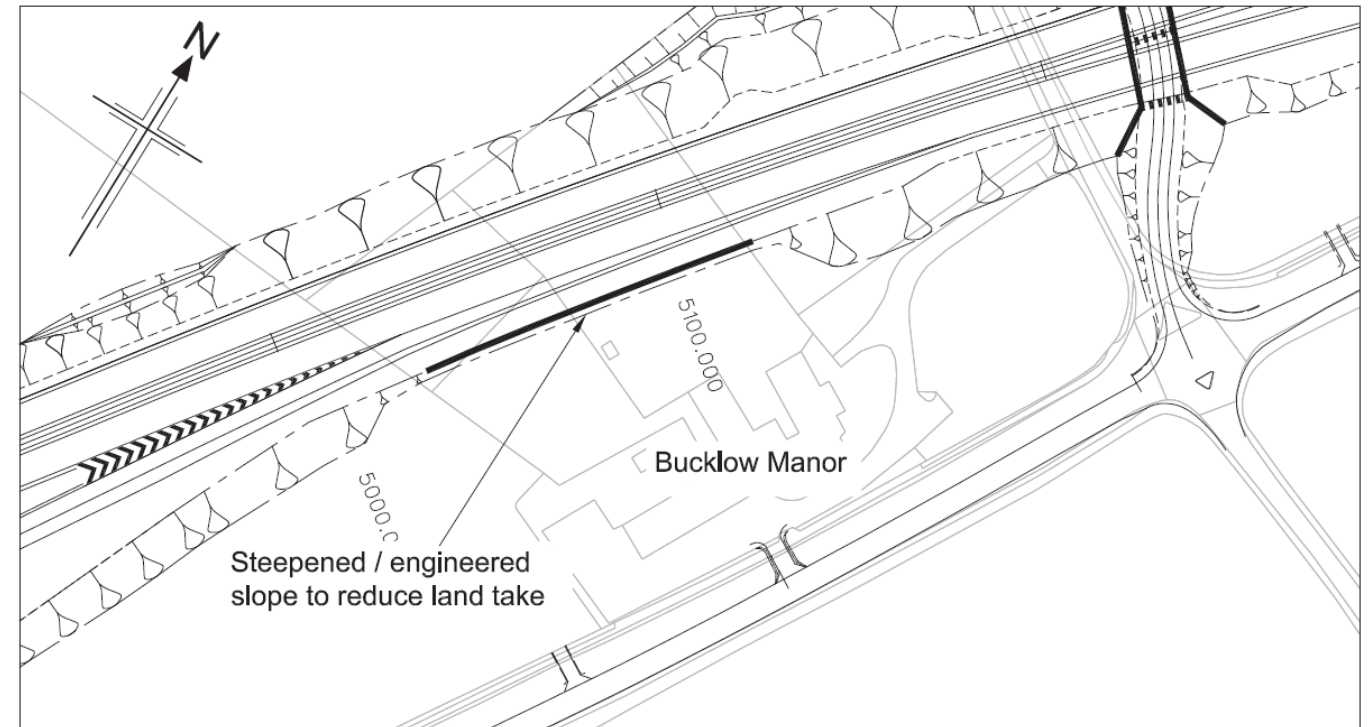 N
5100.000
Bucklow Manor
5000.0
Steepened / engineered
slope to reduce land take